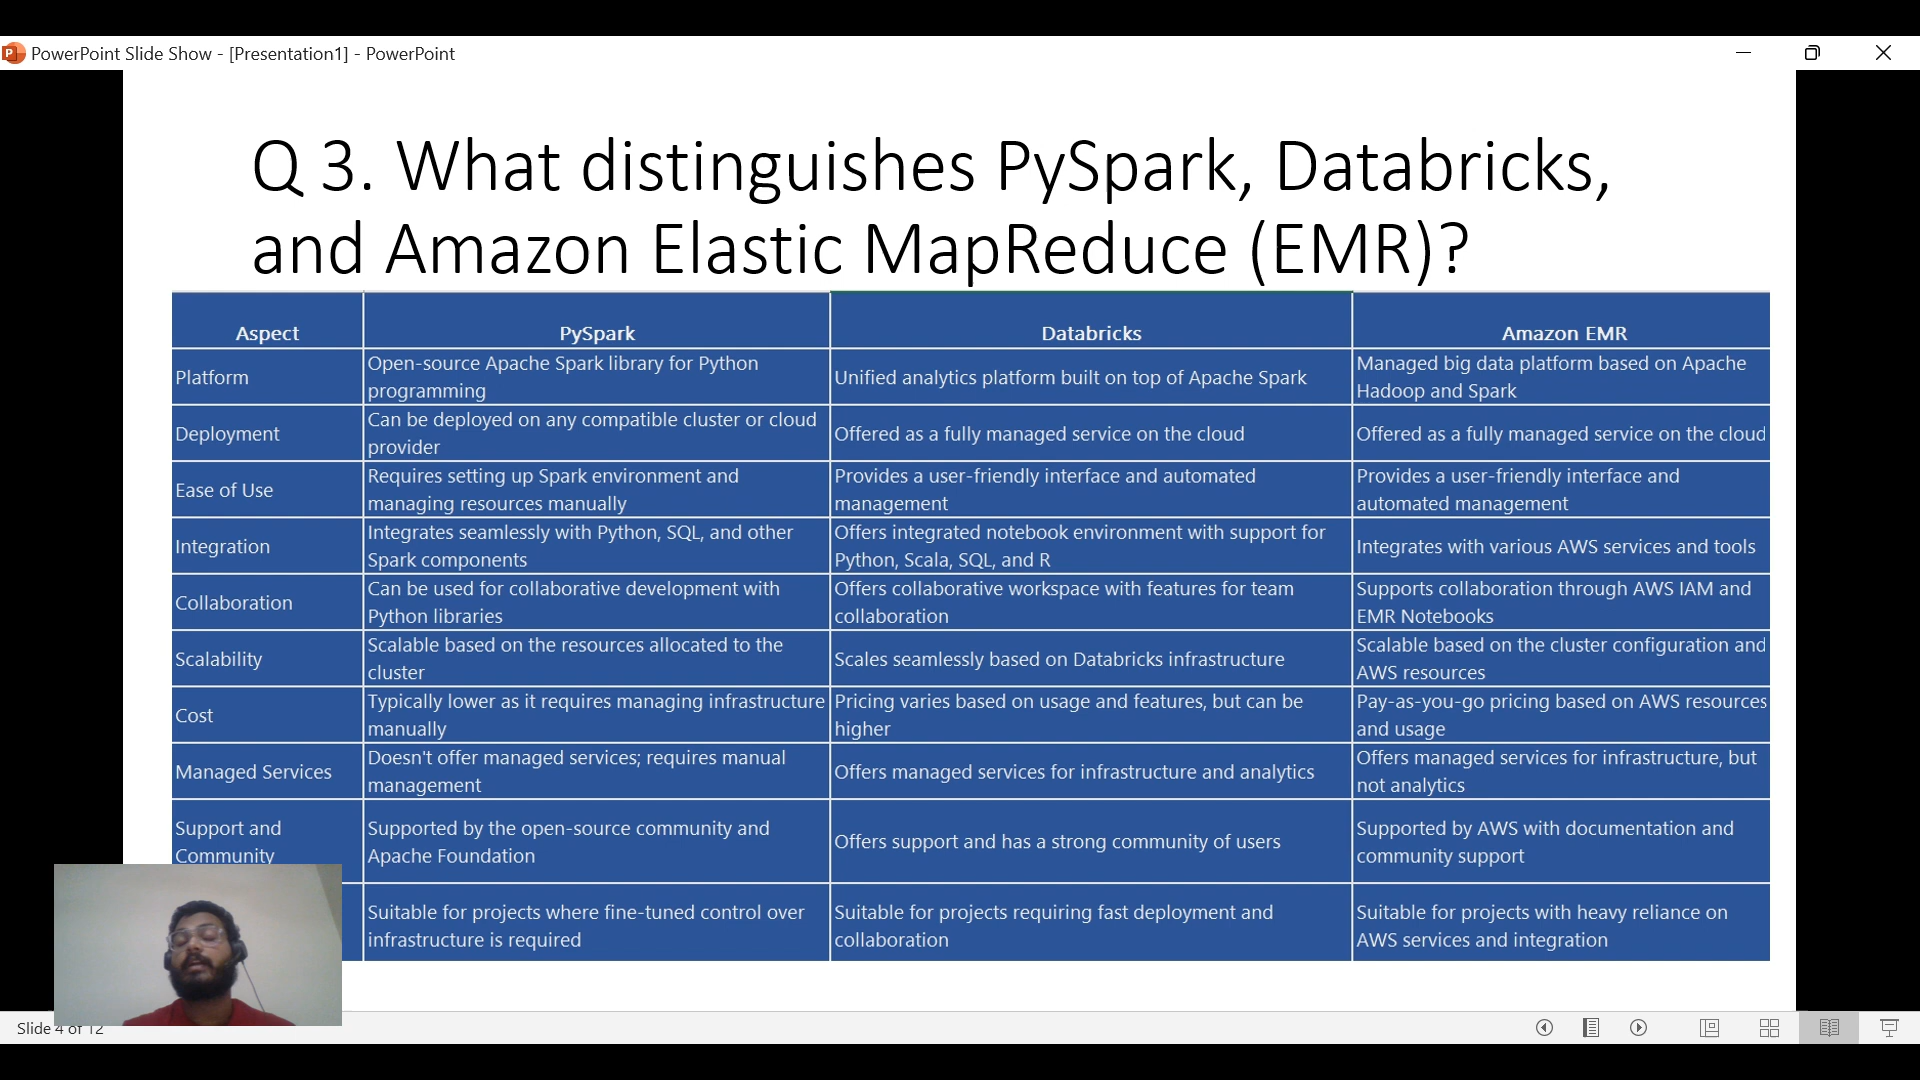 PowerPoint Slide Show - [Presentation1] - PowerPoint
Q 3. What distinguishes PySpark, Databricks,
and Amazon Elastic MapReduce (EMR)?
Aspect
PySpark
Databricks
Amazon EMR
Platform
Open-source Apache Spark library for Python
programming
Unified analytics platform built on top of Apache Spark
Managed big data platform based on Apache
Hadoop and Spark
Deployment
Can be deployed on any compatible cluster or cloud
provider
Offered as a fully managed service on the cloud
Offered as a fully managed service on the cloud
Ease of Use
Requires setting up Spark environment and
managing resources manually
Provides a user-friendly interface and automated
management
Provides a user-friendly interface and
automated management
Integration
Integrates seamlessly with Python, SQL, and other
Spark components
Offers integrated notebook environment with support for
Python, Scala, SQL, and R
Integrates with various AWS services and tools
Collaboration
Can be used for collaborative development with
Python libraries
Offers collaborative workspace with features for team
collaboration
Supports collaboration through AWS IAM and
EMR Notebooks
Scalability
Scalable based on the resources allocated to the
cluster
Scales seamlessly based on Databricks infrastructure
Scalable based on the cluster configuration and
AWS resources
Cost
Typically lower as it requires managing infrastructure
manually
Pricing varies based on usage and features, but can be
higher
Pay-as-you-go pricing based on AWS resources
and usage
Managed Services
Doesn't offer managed services; requires manual
management
Offers managed services for infrastructure and analytics
Offers managed services for infrastructure, but
not analytics
Support and
Community
Supported by the open-source community and
Apache Foundation
Offers support and has a strong community of users
Supported by AWS with documentation and
community support
Suitable for projects where fine-tuned control over
infrastructure is required
Suitable for projects requiring fast deployment and
collaboration
Suitable for projects with heavy reliance on
AWS services and integration
Slide 4 of 12